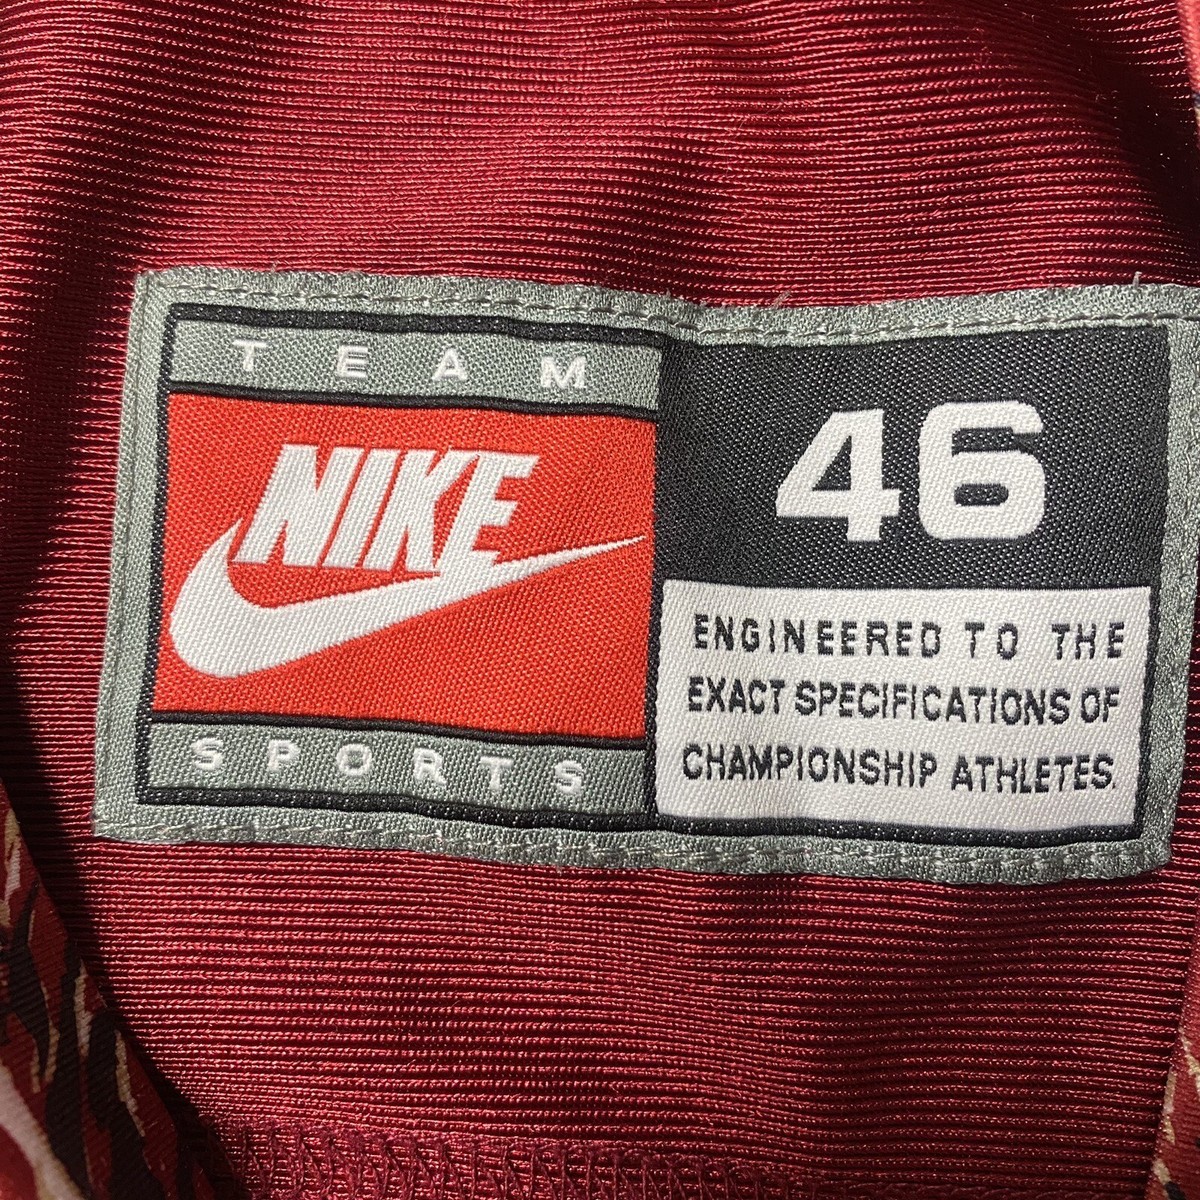 TEAM
NIKE
SPORTS
46
ENGINEERED TO THE
EXACT SPECIFICATIONS OF
CHAMPIONSHIP ATHLETES.